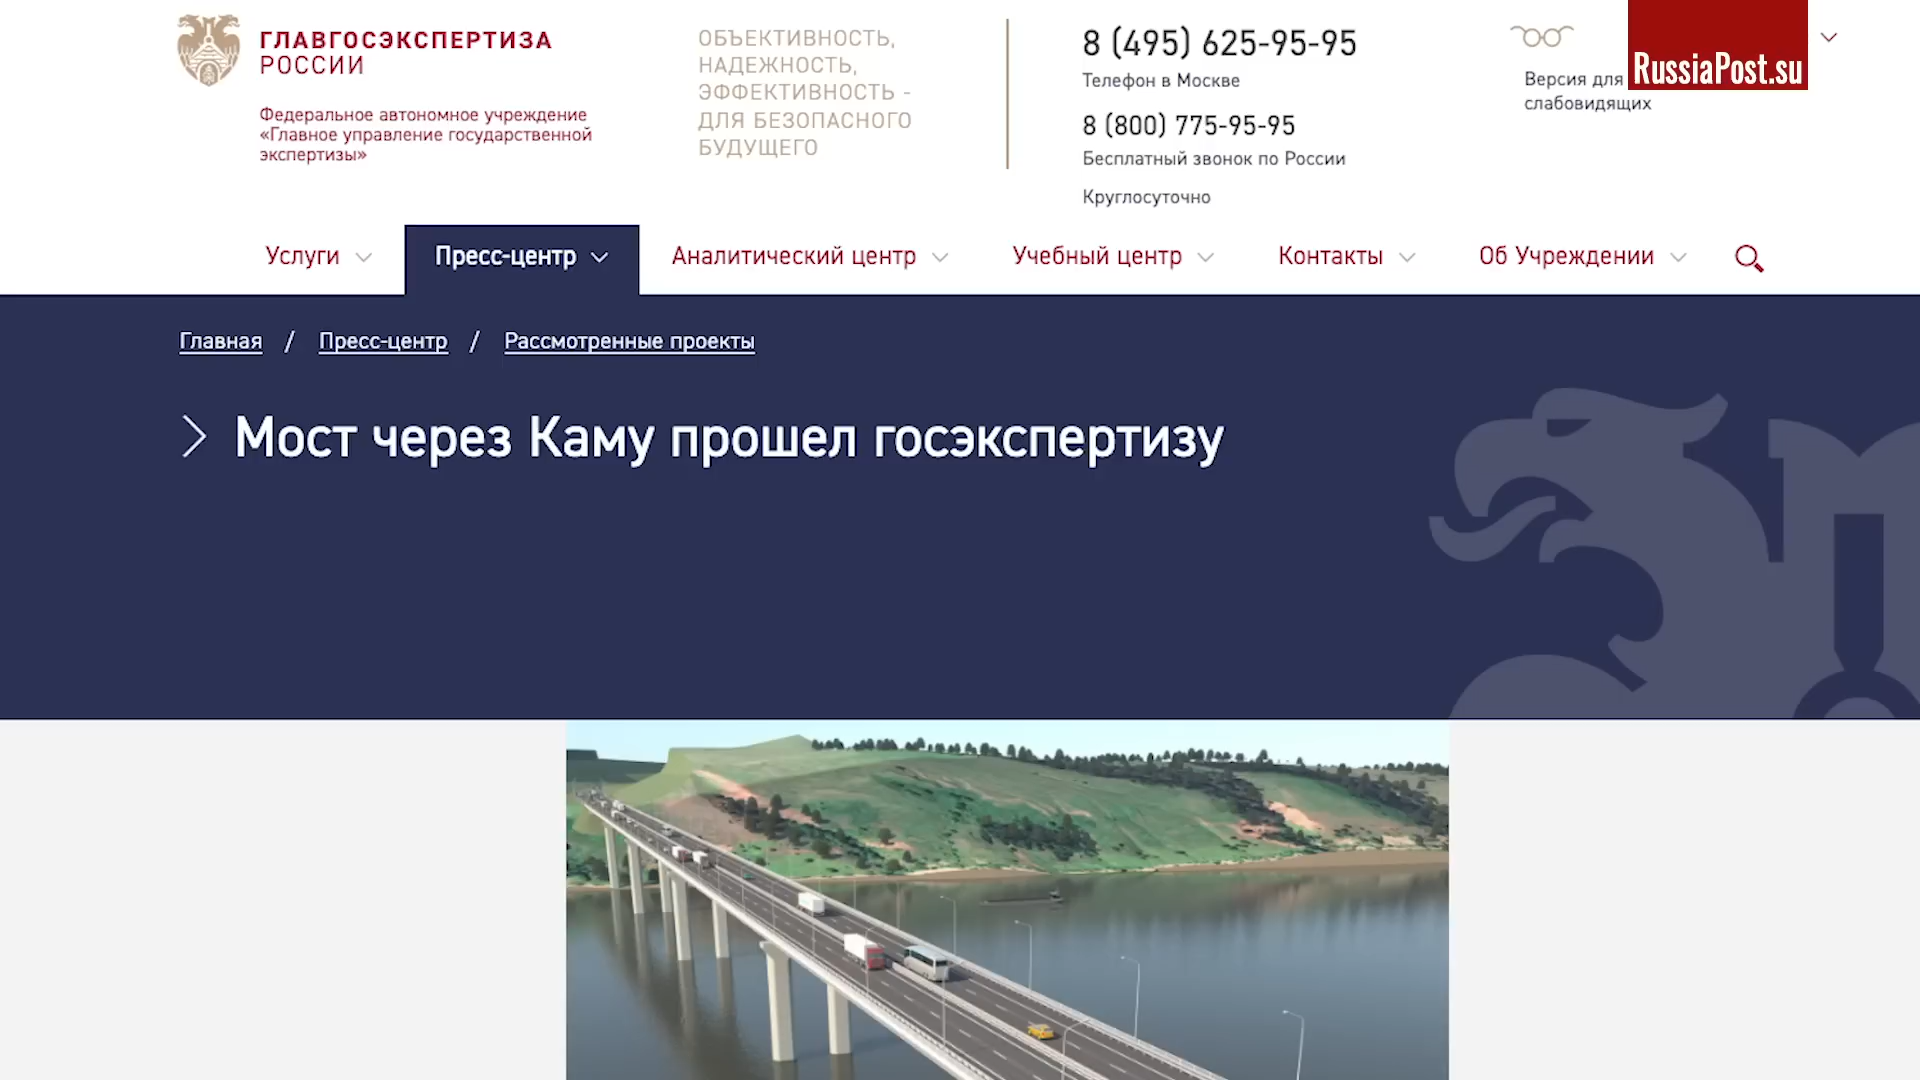 ГЛАВГОСЭКСПЕРТИЗА
РОССИИ
Федеральное автономное учреждение
«Главное управление государственной
экспертизы»
ОБЪЕКТИВНОСТЬ,
НАДЕЖНОСТЬ,
ЭФФЕКТИВНОСТЬ -
ДЛЯ БЕЗОПАСНОГО
БУДУЩЕГО
8 (495) 625-95-95
Телефон в Москве
8 (800) 775-95-95
Бесплатный звонок по России
Круглосуточно
Версия для
слабовидящих
RussiaPost.su
Услуги
Пресс-центр
Аналитический центр
Учебный центр
Контакты
Об Учреждении
Главная / Пресс-центр / Рассмотренные проекты
Мост через Каму прошел госэкспертизу